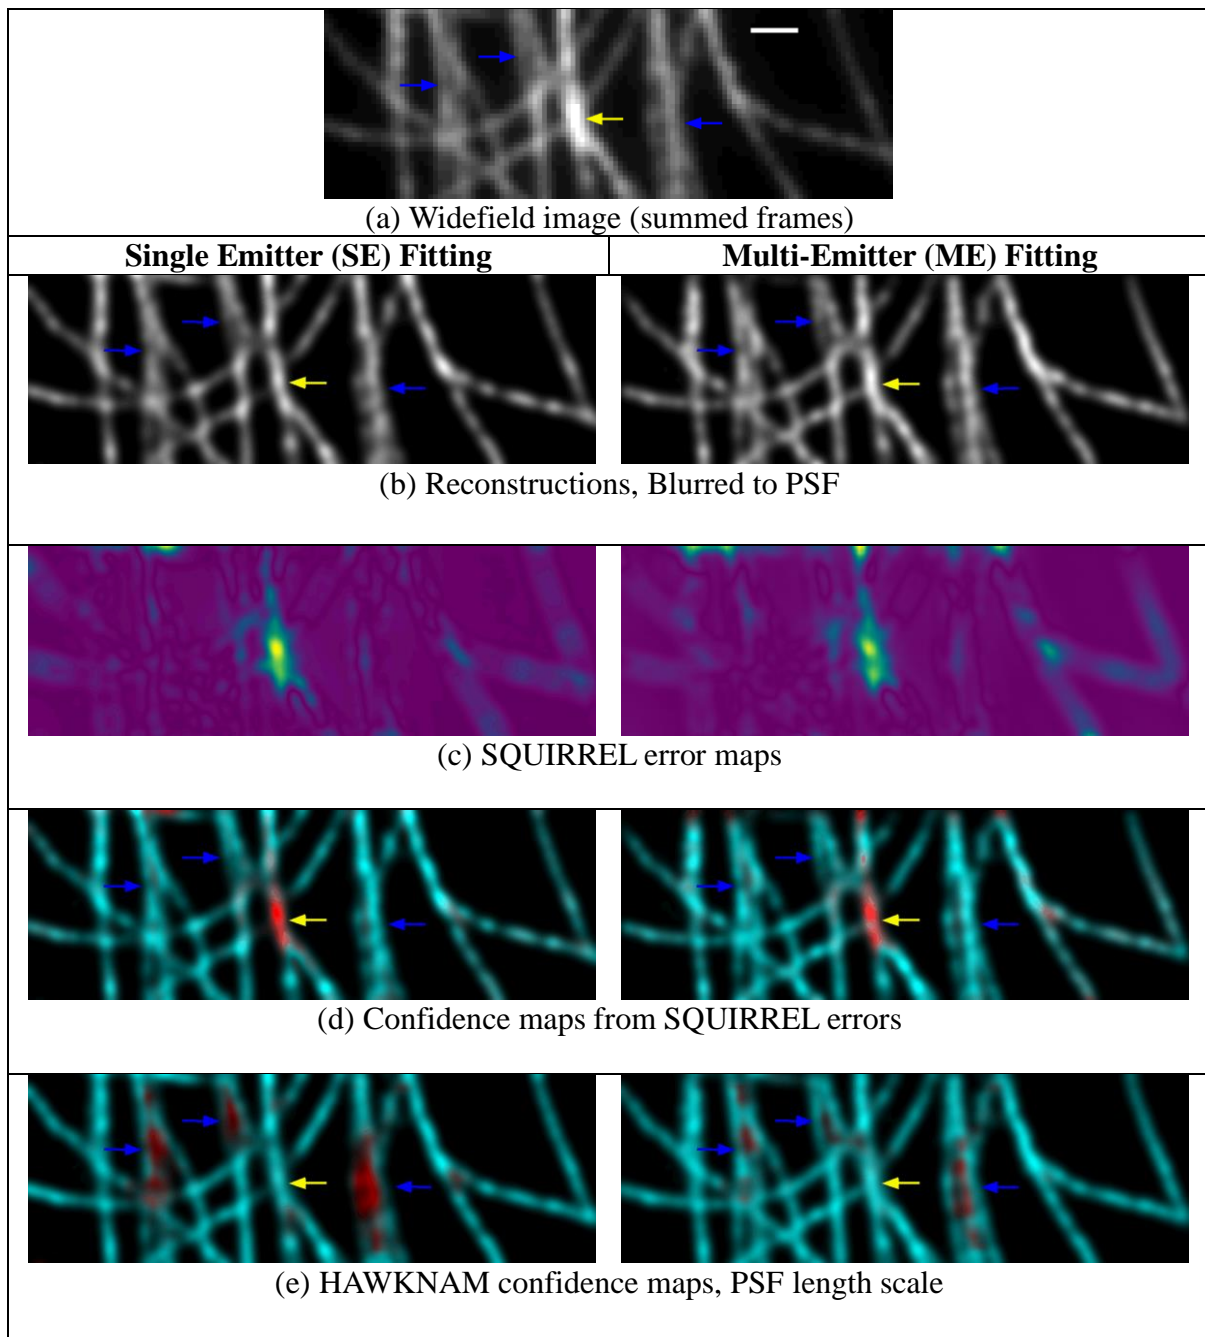 (a) Widefield image (summed frames)
Single Emitter (SE) Fitting
Multi-Emitter (ME) Fitting
(b) Reconstructions, Blurred to PSF
(c) SQUIRREL error maps
(d) Confidence maps from SQUIRREL errors
(e) HAWKNAM confidence maps, PSF length scale